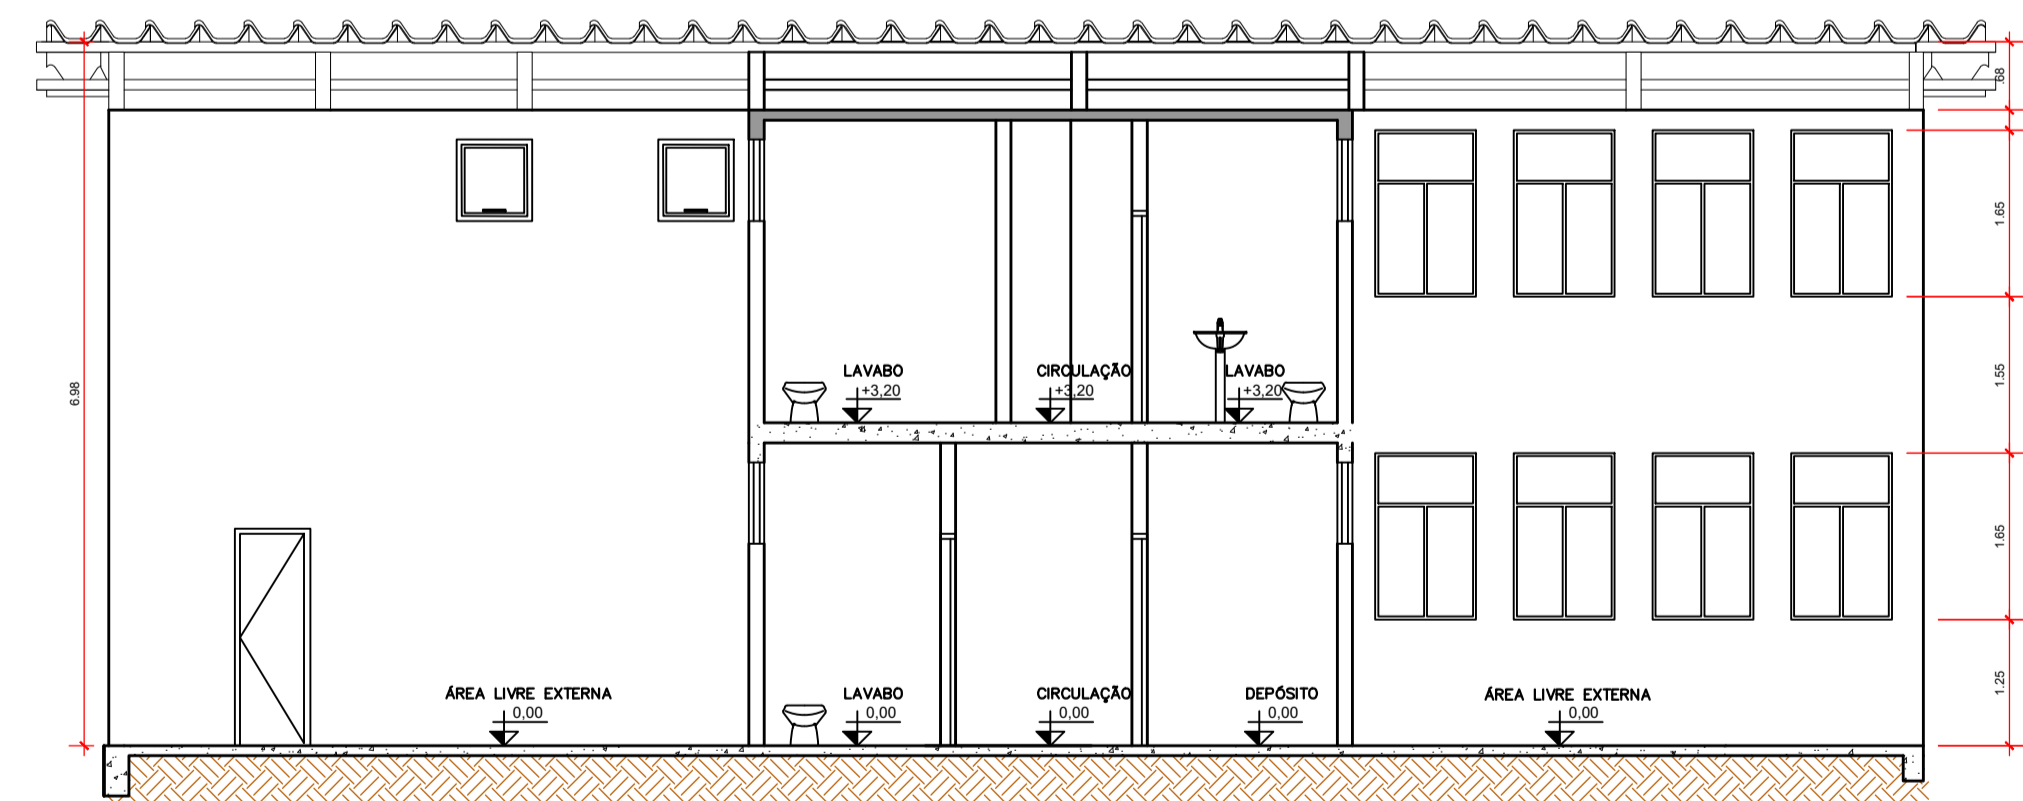 .68
1.65
6.98
1.55
LAVABO
+3,20
CIRCULAÇÃO
+3,20
LAVABO
+3,20
1.65
1.25
ÁREA LIVRE EXTERNA
0,00
LAVABO
0,00
CIRCULAÇÃO
0,00
DEPÓSITO
0,00
ÁREA LIVRE EXTERNA
0,00